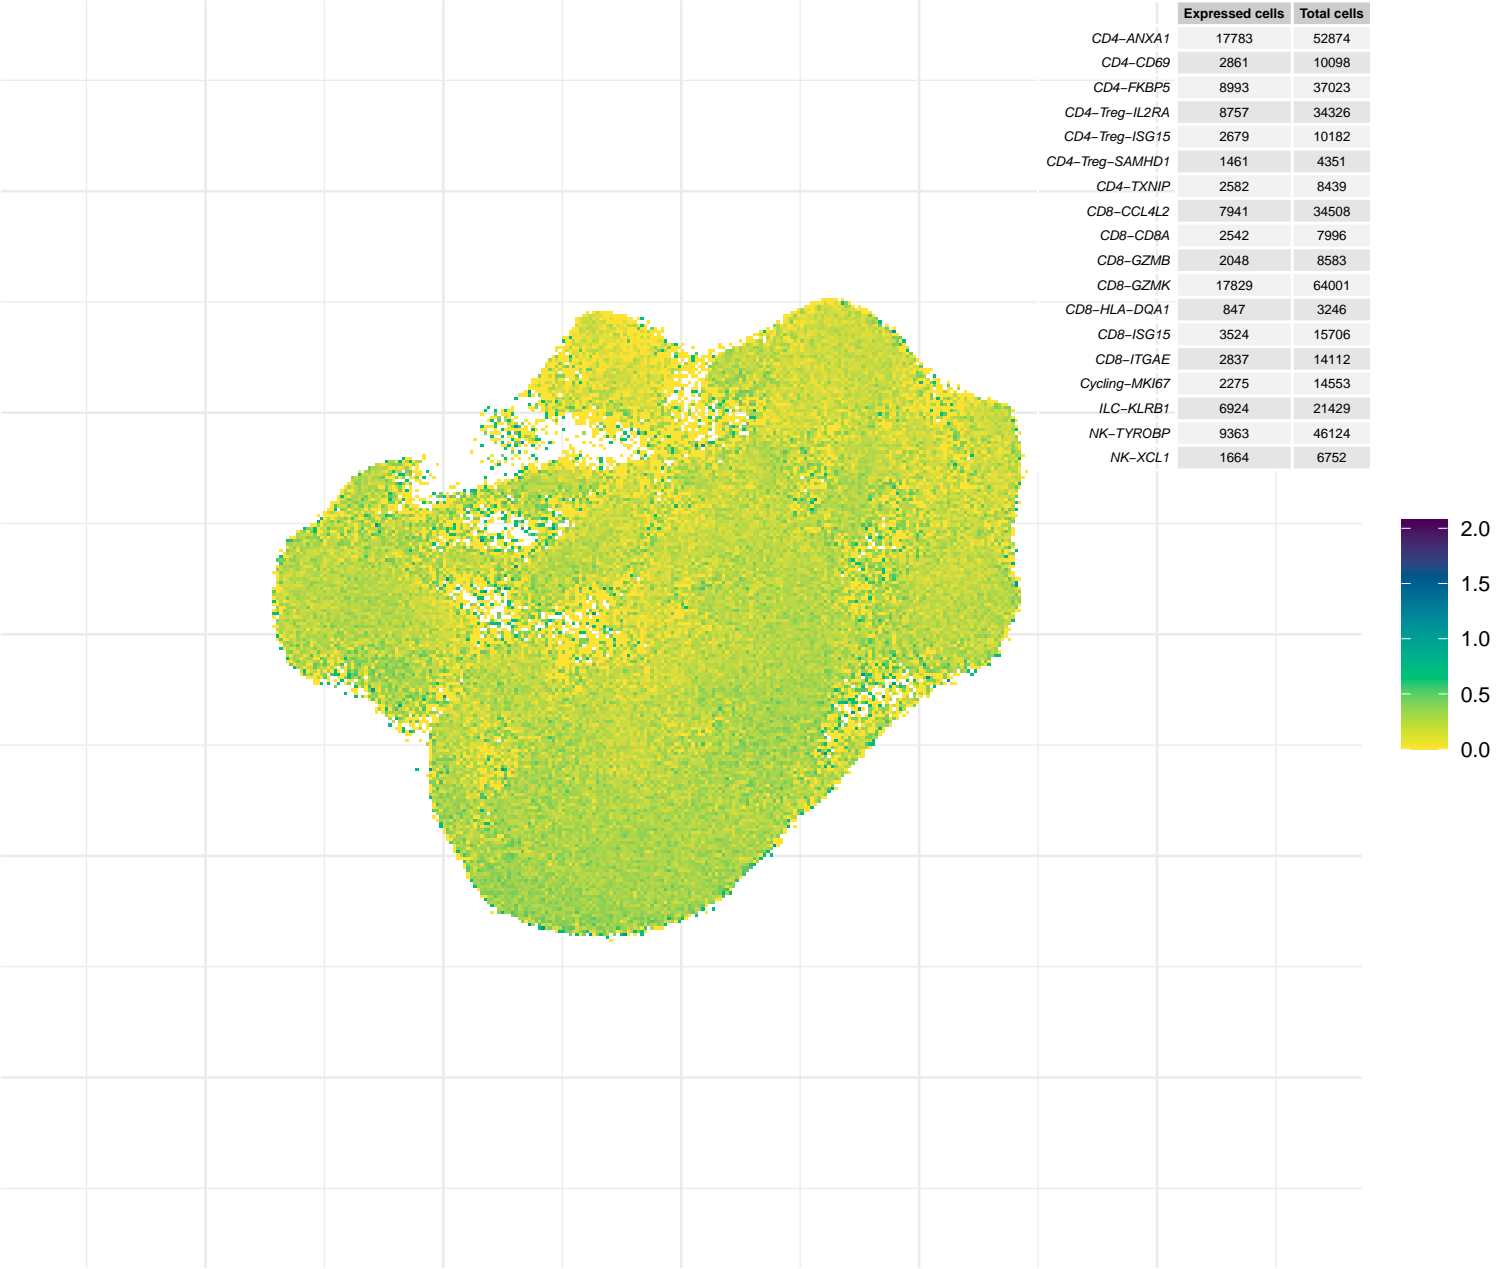 Expressed cells Total cells
CD4−ANXA1 17783 52874
CD4−CD69 2861 10098
CD4−FKBP5 8993 37023
CD4−Treg−IL2RA 8757 34326
CD4−Treg−ISG15 2679 10182
CD4−Treg−SAMHD1 1461 4351
CD4−TXNIP 2582 8439
CD8−CCL4L2 7941 34508
CD8−CD8A 2542 7996
CD8−GZMB 2048 8583
CD8−GZMK 17829 64001
CD8−HLA−DQA1 847 3246
CD8−ISG15 3524 15706
CD8−ITGAE 2837 14112
Cycling−MKI67 2275 14553
ILC−KLRB1 6924 21429
NK−TYROBP 9363 46124
NK−XCL1 1664 6752
2.0
1.5
1.0
0.5
0.0